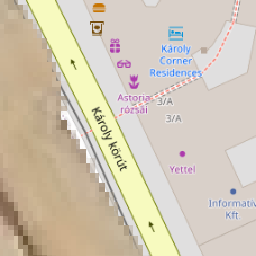 Károly
Corner
Residences
Astoria
rózsái
3/A
3/A
Károly körút
Yettel
Informatív
Kft